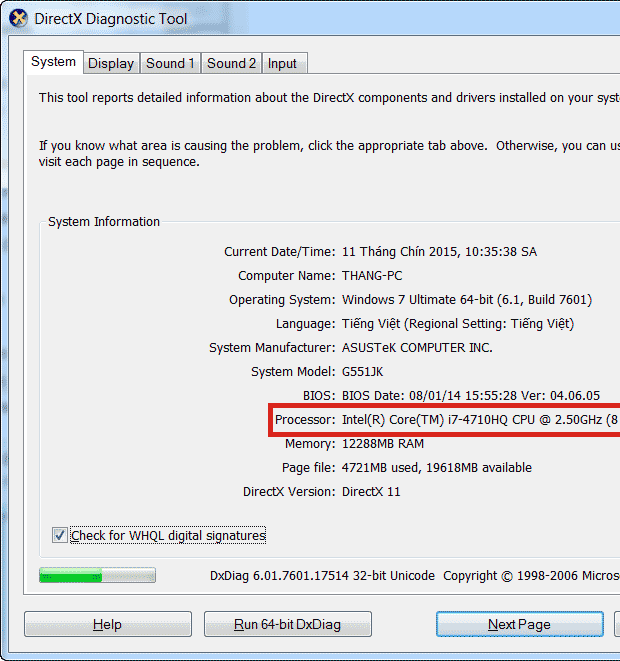 DirectX Diagnostic Tool
System Display Sound 1 Sound 2 Input
This tool reports detailed information about the DirectX components and drivers installed on your syst
If you know what area is causing the problem, click the appropriate tab above.  Otherwise, you can us
visit each page in sequence.
System Information
Current Date/Time: 11 Tháng Chín 2015, 10:35:38 SA
Computer Name: THANG-PC
Operating System: Windows 7 Ultimate 64-bit (6.1, Build 7601)
Language: Tiếng Việt (Regional Setting: Tiếng Việt)
System Manufacturer: ASUSTeK COMPUTER INC.
System Model: G551JK
BIOS: BIOS Date: 08/01/14 15:55:28 Ver: 04.06.05
Processor: Intel(R) Core(TM) i7-4710HQ CPU @ 2.50GHz (8
Memory: 12288MB RAM
Page file: 4721MB used, 19618MB available
DirectX Version: DirectX 11
Check for WHQL digital signatures
DxDiag 6.01.7601.17514 32-bit Unicode  Copyright © 1998-2006 Micros
Help Run 64-bit DxDiag Next Page